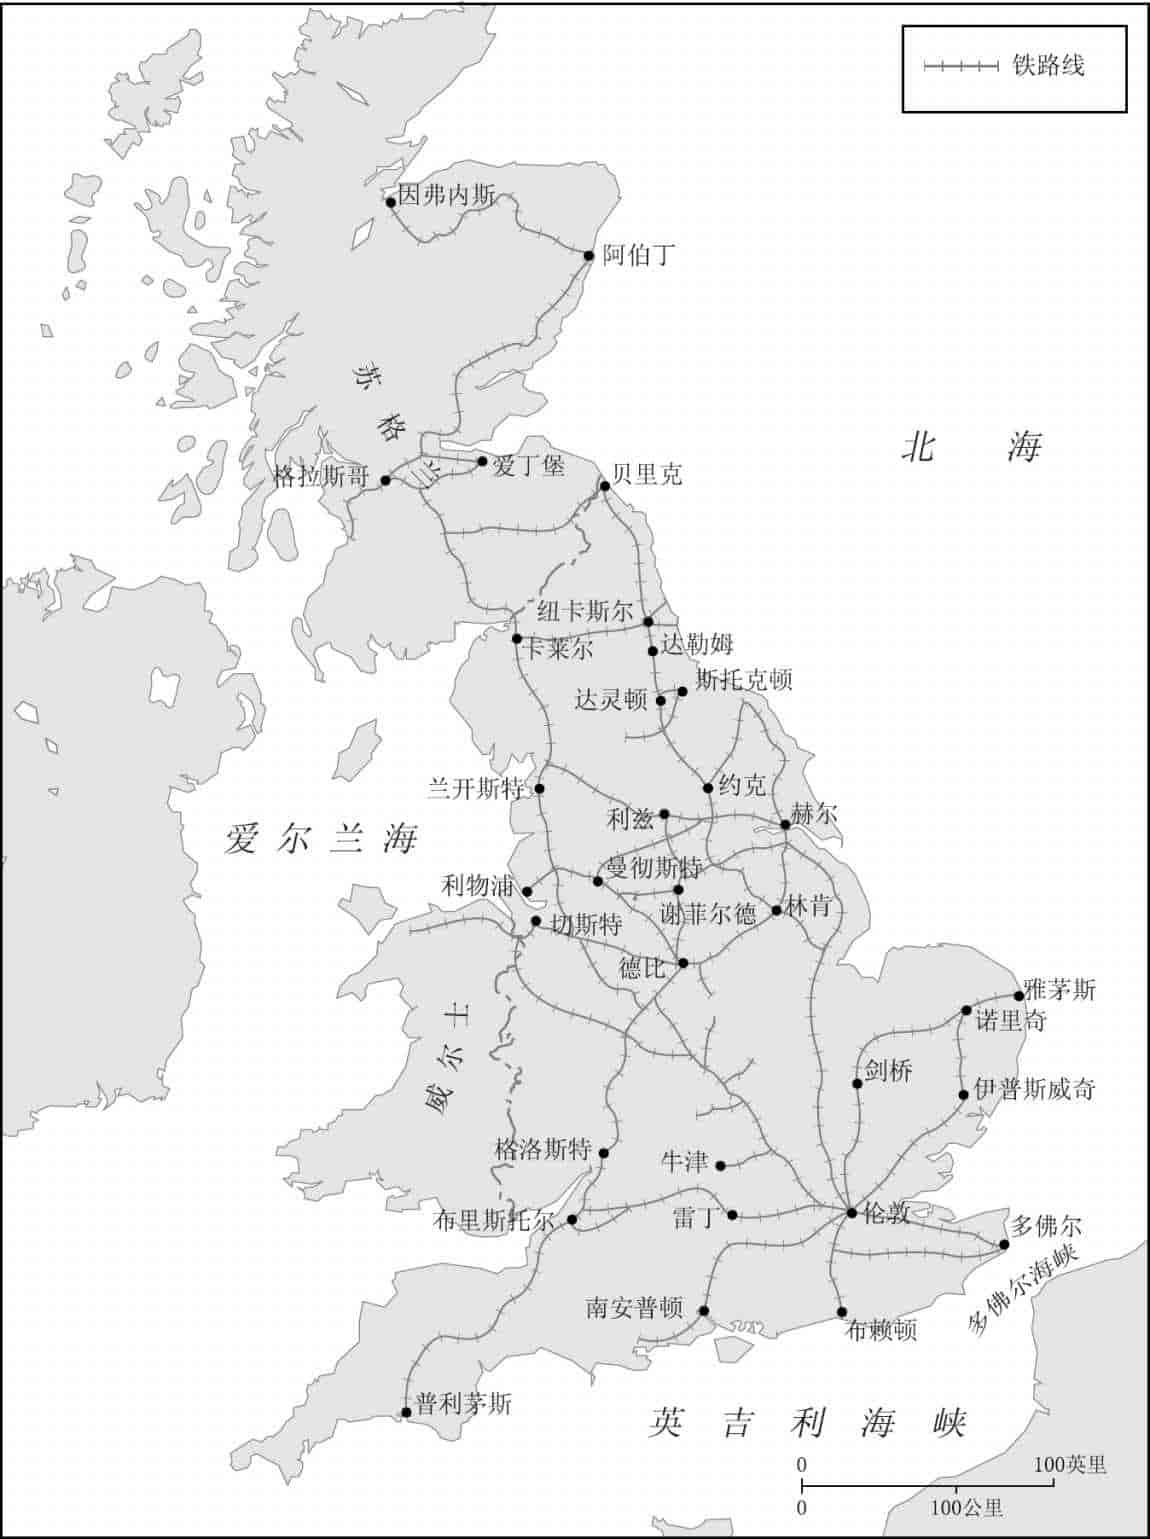 铁路线
因弗内斯
阿伯丁
苏格兰
北海
格拉斯哥
爱丁堡
贝里克
纽卡斯尔
卡莱尔
达勒姆
斯托克顿
达灵顿
兰开斯特
约克
利兹
赫尔
爱尔兰海
曼彻斯特
利物浦
谢菲尔德
林肯
切斯特
德比
雅茅斯
诺里奇
威尔士
剑桥
伊普斯威奇
格洛斯特
牛津
布里斯托尔
雷丁
伦敦
多佛尔
多佛尔海峡
南安普顿
布赖顿
普利茅斯
英吉利海峡
0 100英里
0 100公里